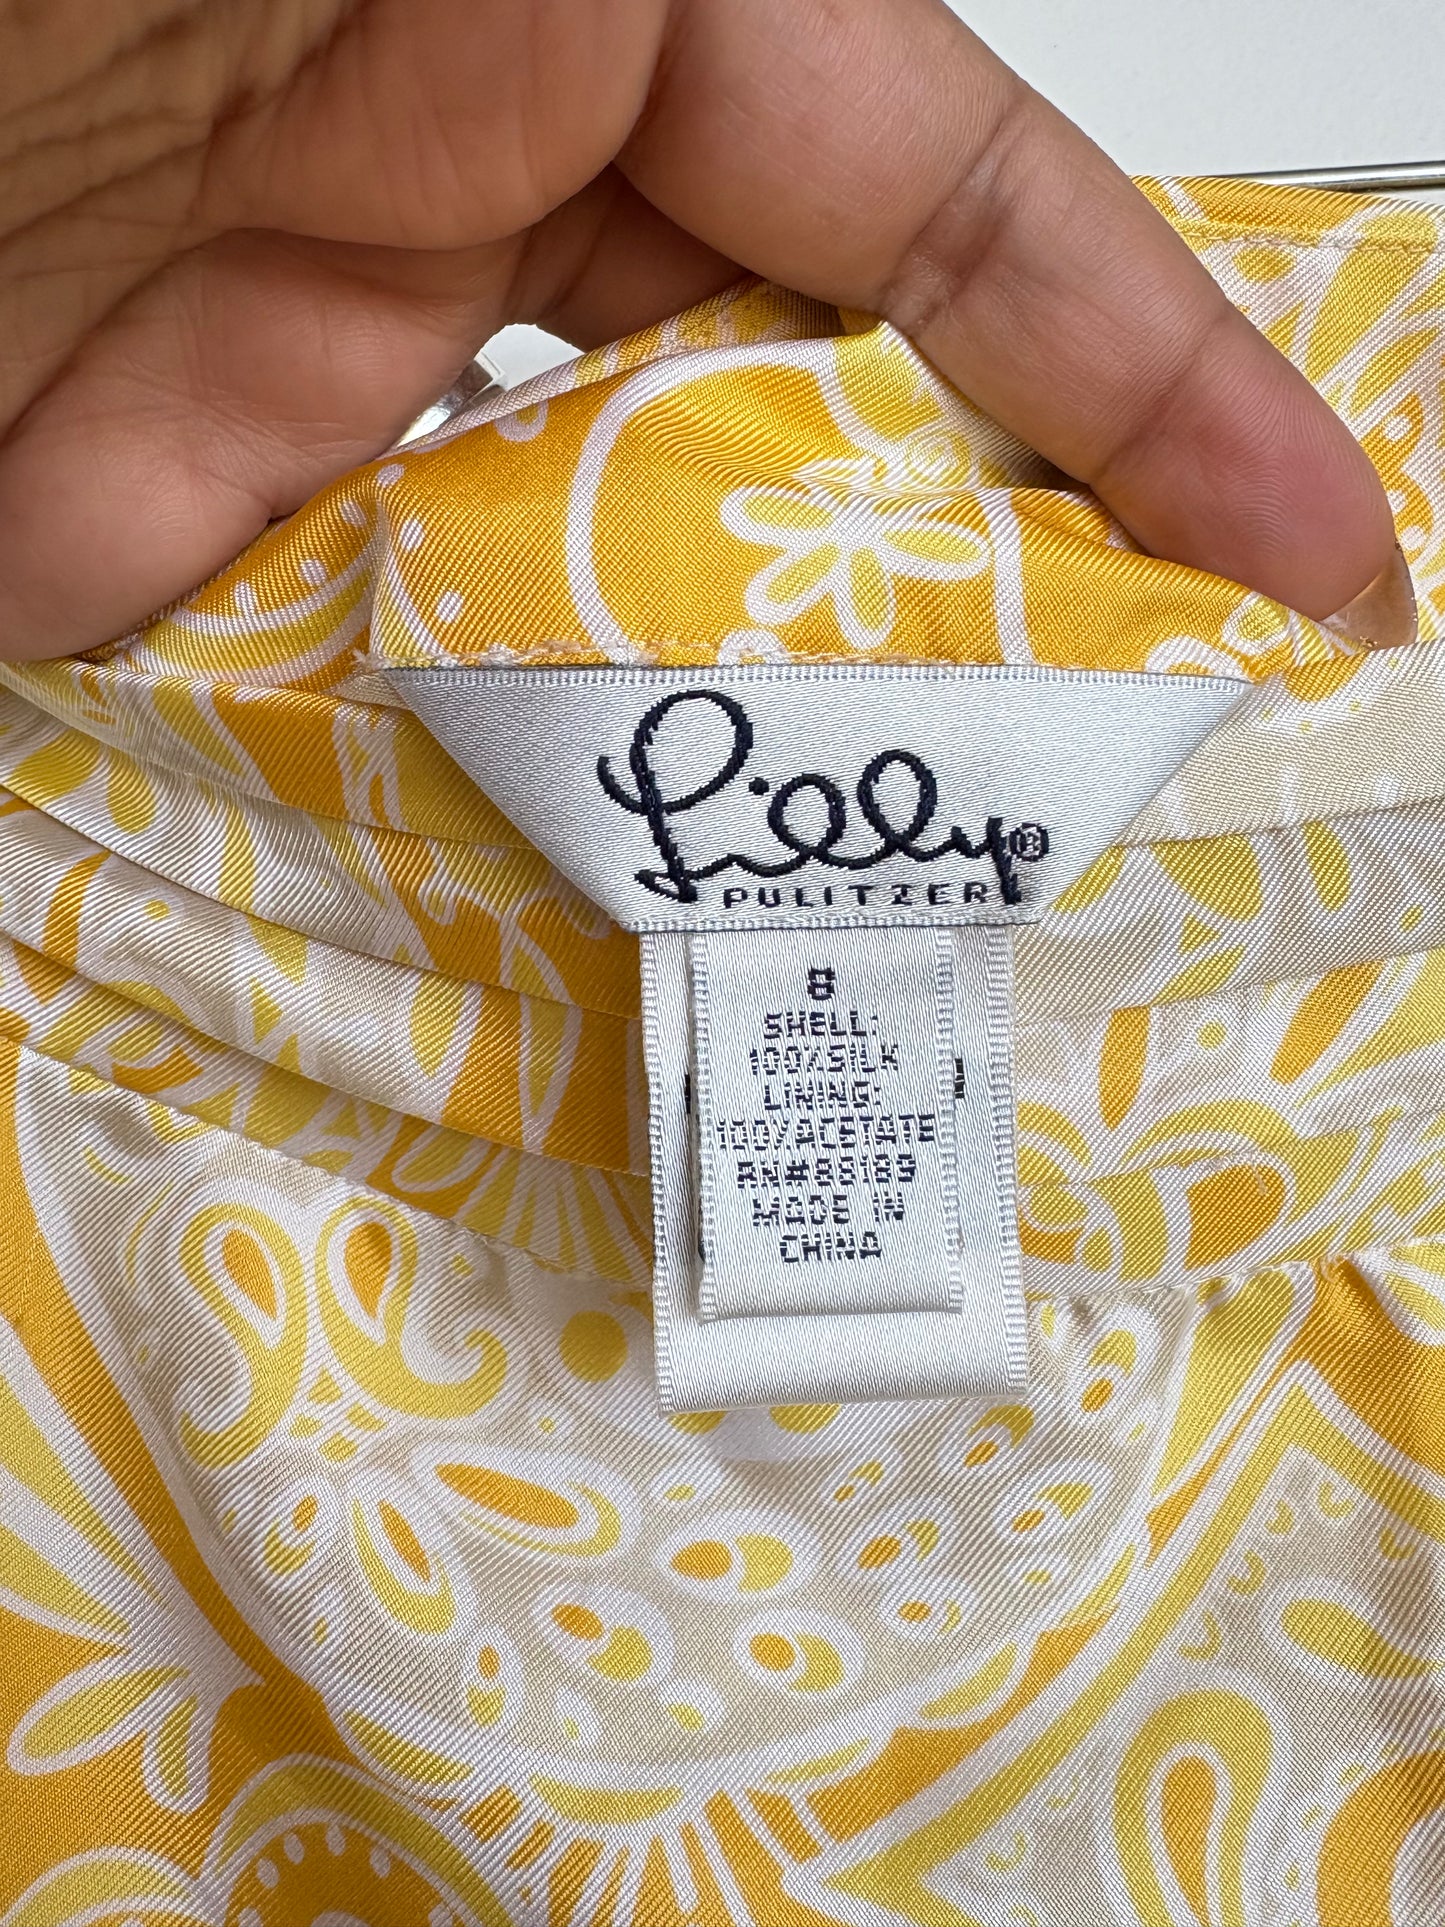 Lilly®
PULITZER
8
SHELL:
100%SILK
LINING:
100%ACETATE
RN#88189
MADE IN
CHINA